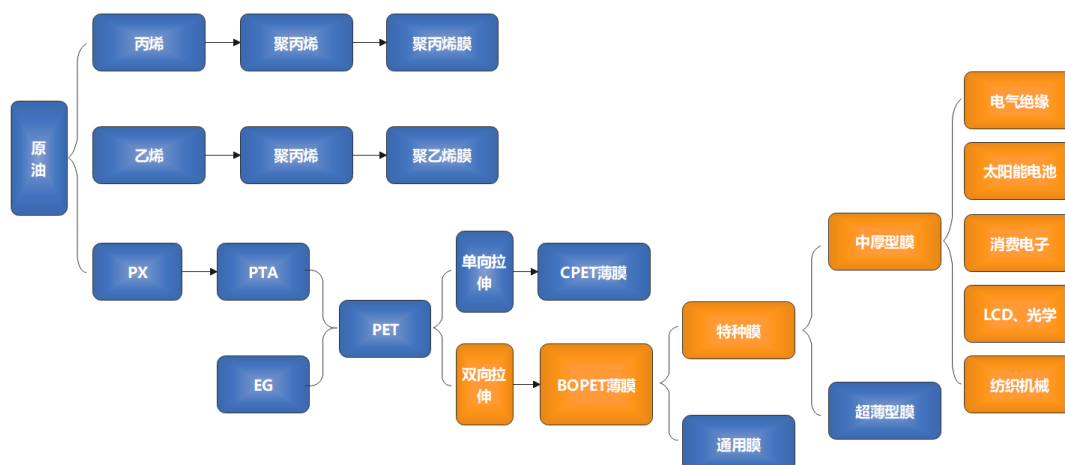 原
油
丙烯
聚丙烯
聚丙烯膜
乙烯
聚丙烯
聚乙烯膜
PX
PTA
EG
PET
单向拉
伸
CPET薄膜
双向拉
伸
BOPET薄膜
特种膜
通用膜
中厚型膜
超薄型膜
电气绝缘
太阳能电池
消费电子
LCD、光学
纺织机械